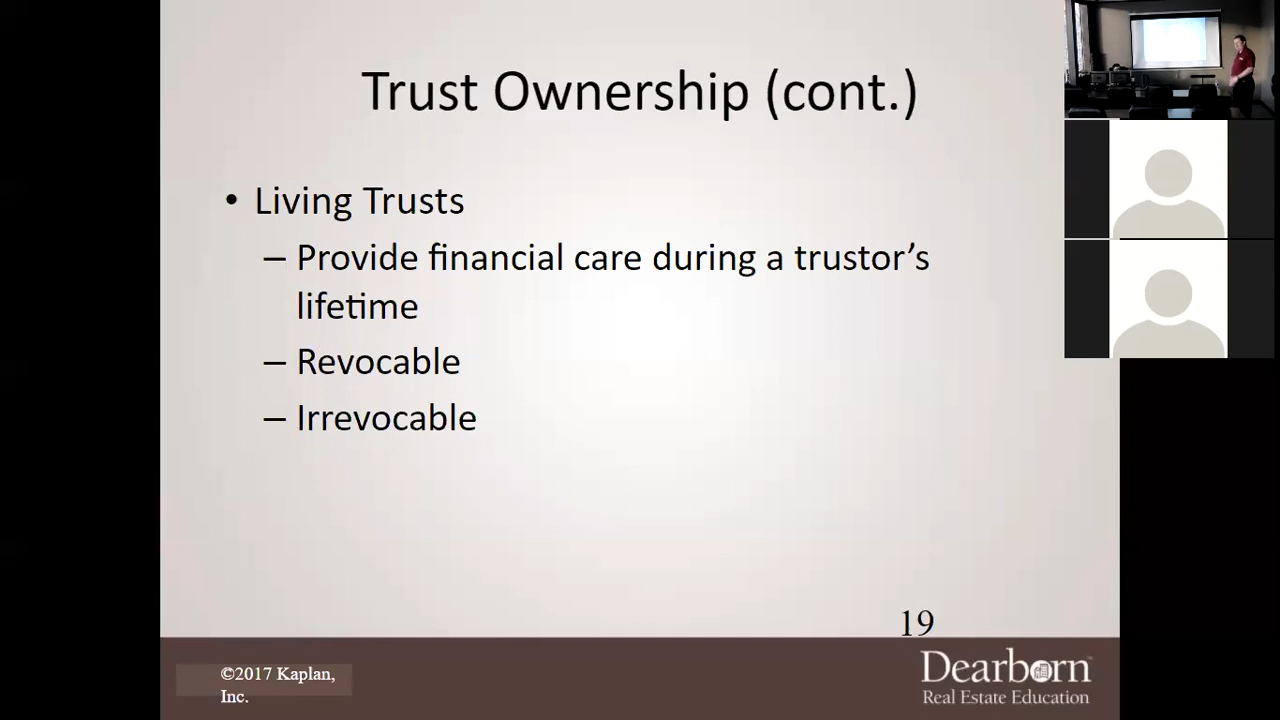 Trust Ownership (cont.)
• Living Trusts
– Provide financial care during a trustor’s
lifetime
– Revocable
– Irrevocable
19
©2017 Kaplan,
Inc.
Dearborn
Real Estate Education